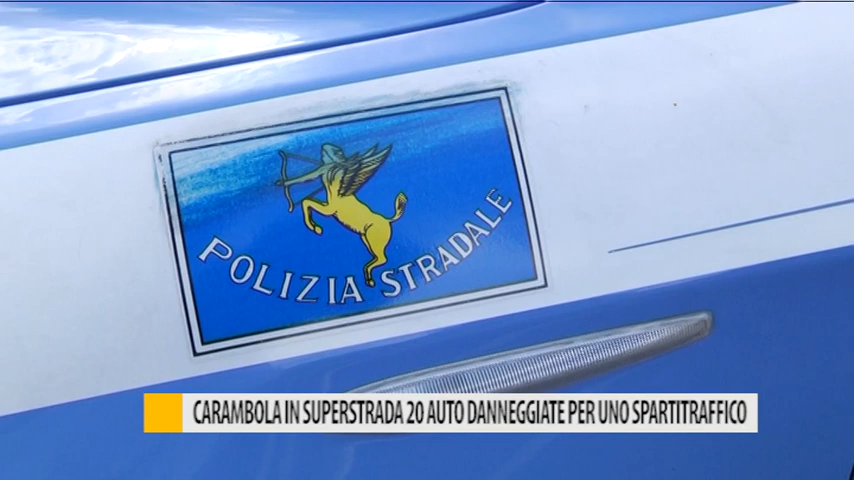 POLIZIA STRADALE
CARAMBOLA IN SUPERSTRADA 20 AUTO DANNEGGIATE PER UNO SPARTITRAFFICO